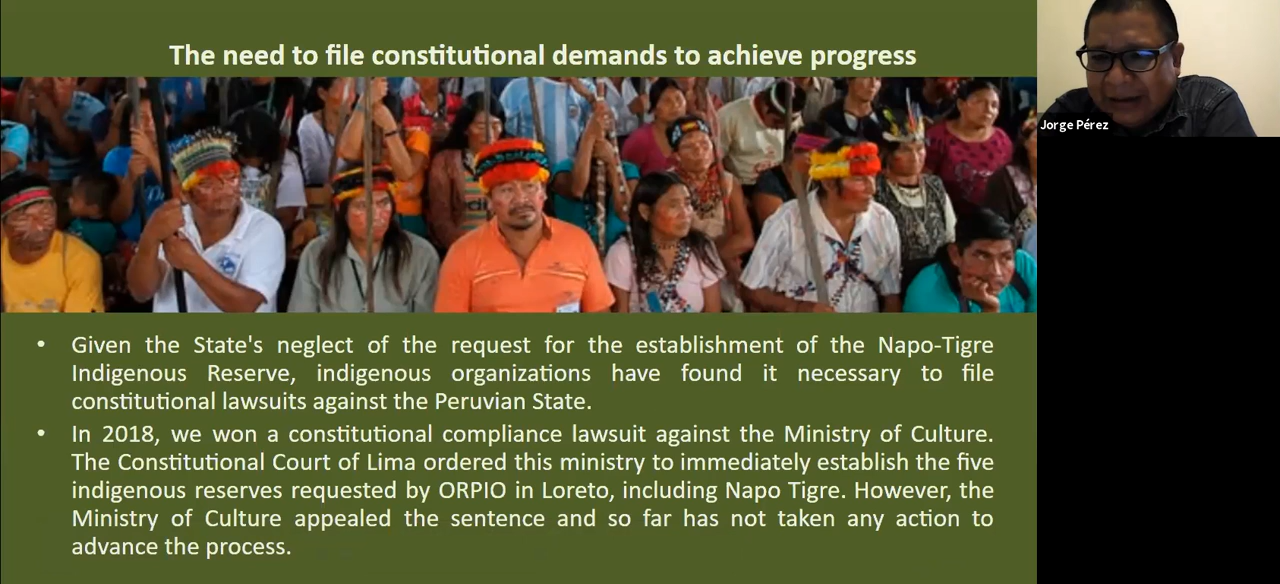 The need to file constitutional demands to achieve progress
Jorge Pérez
• Given the State's neglect of the request for the establishment of the Napo-Tigre
Indigenous Reserve, indigenous organizations have found it necessary to file
constitutional lawsuits against the Peruvian State.
• In 2018, we won a constitutional compliance lawsuit against the Ministry of Culture.
The Constitutional Court of Lima ordered this ministry to immediately establish the five
indigenous reserves requested by ORPIO in Loreto, including Napo Tigre. However, the
Ministry of Culture appealed the sentence and so far has not taken any action to
advance the process.